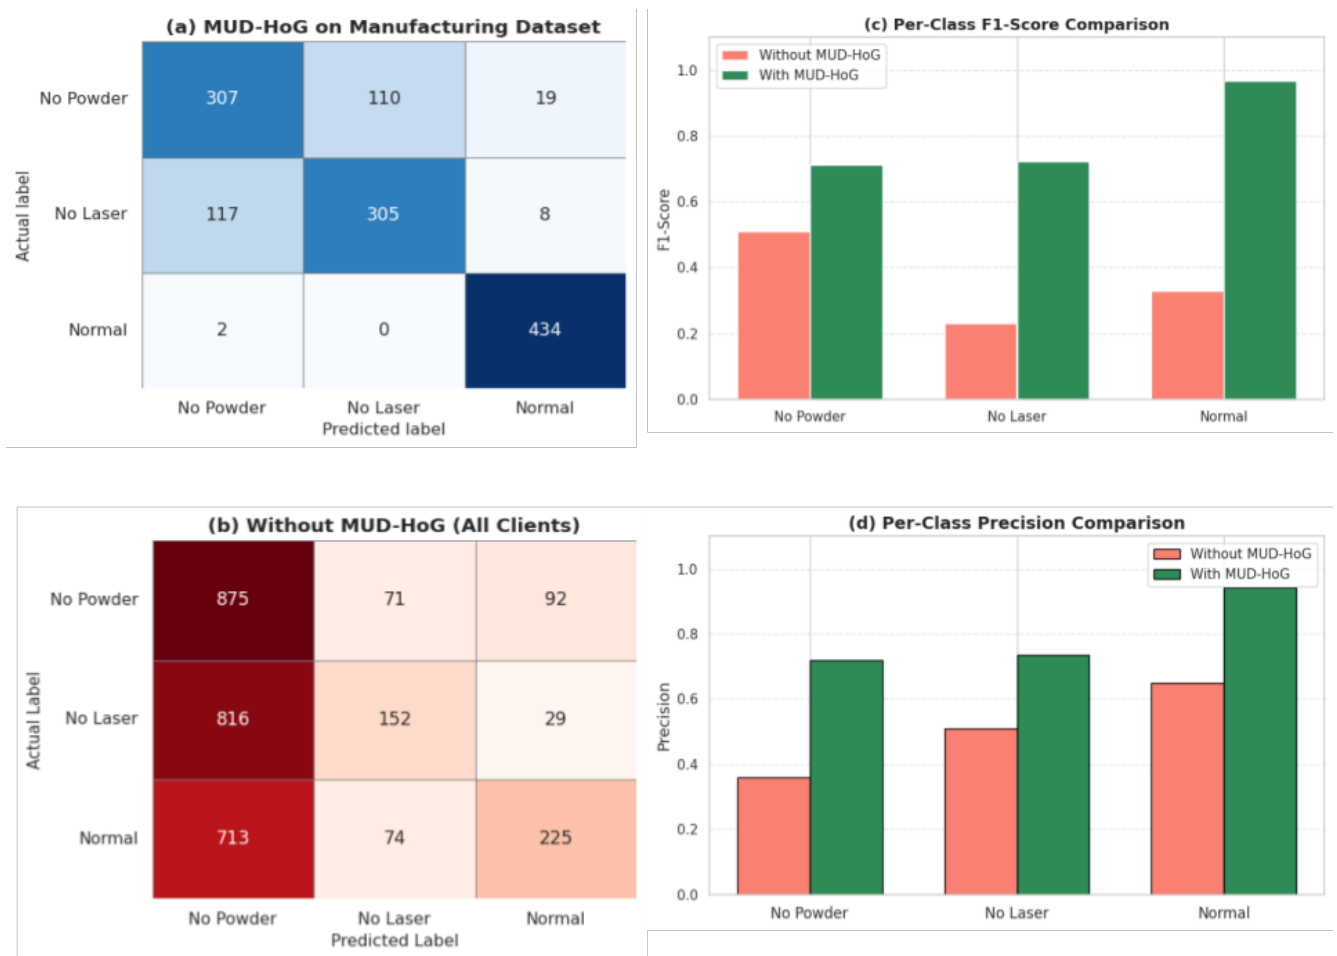 (a) MUD-HoG on Manufacturing Dataset
Actual label
No Powder 307 110 19
No Laser 117 305 8
Normal 2 0 434
No Powder No Laser Normal
Predicted label
(c) Per-Class F1-Score Comparison
Without MUD-HoG
With MUD-HoG
F1-Score
1.0
0.8
0.6
0.4
0.2
0.0
No Powder No Laser Normal
(b) Without MUD-HoG (All Clients)
Actual Label
No Powder 875 71 92
No Laser 816 152 29
Normal 713 74 225
No Powder No Laser Normal
Predicted Label
(d) Per-Class Precision Comparison
Without MUD-HoG
With MUD-HoG
Precision
1.0
0.8
0.6
0.4
0.2
0.0
No Powder No Laser Normal